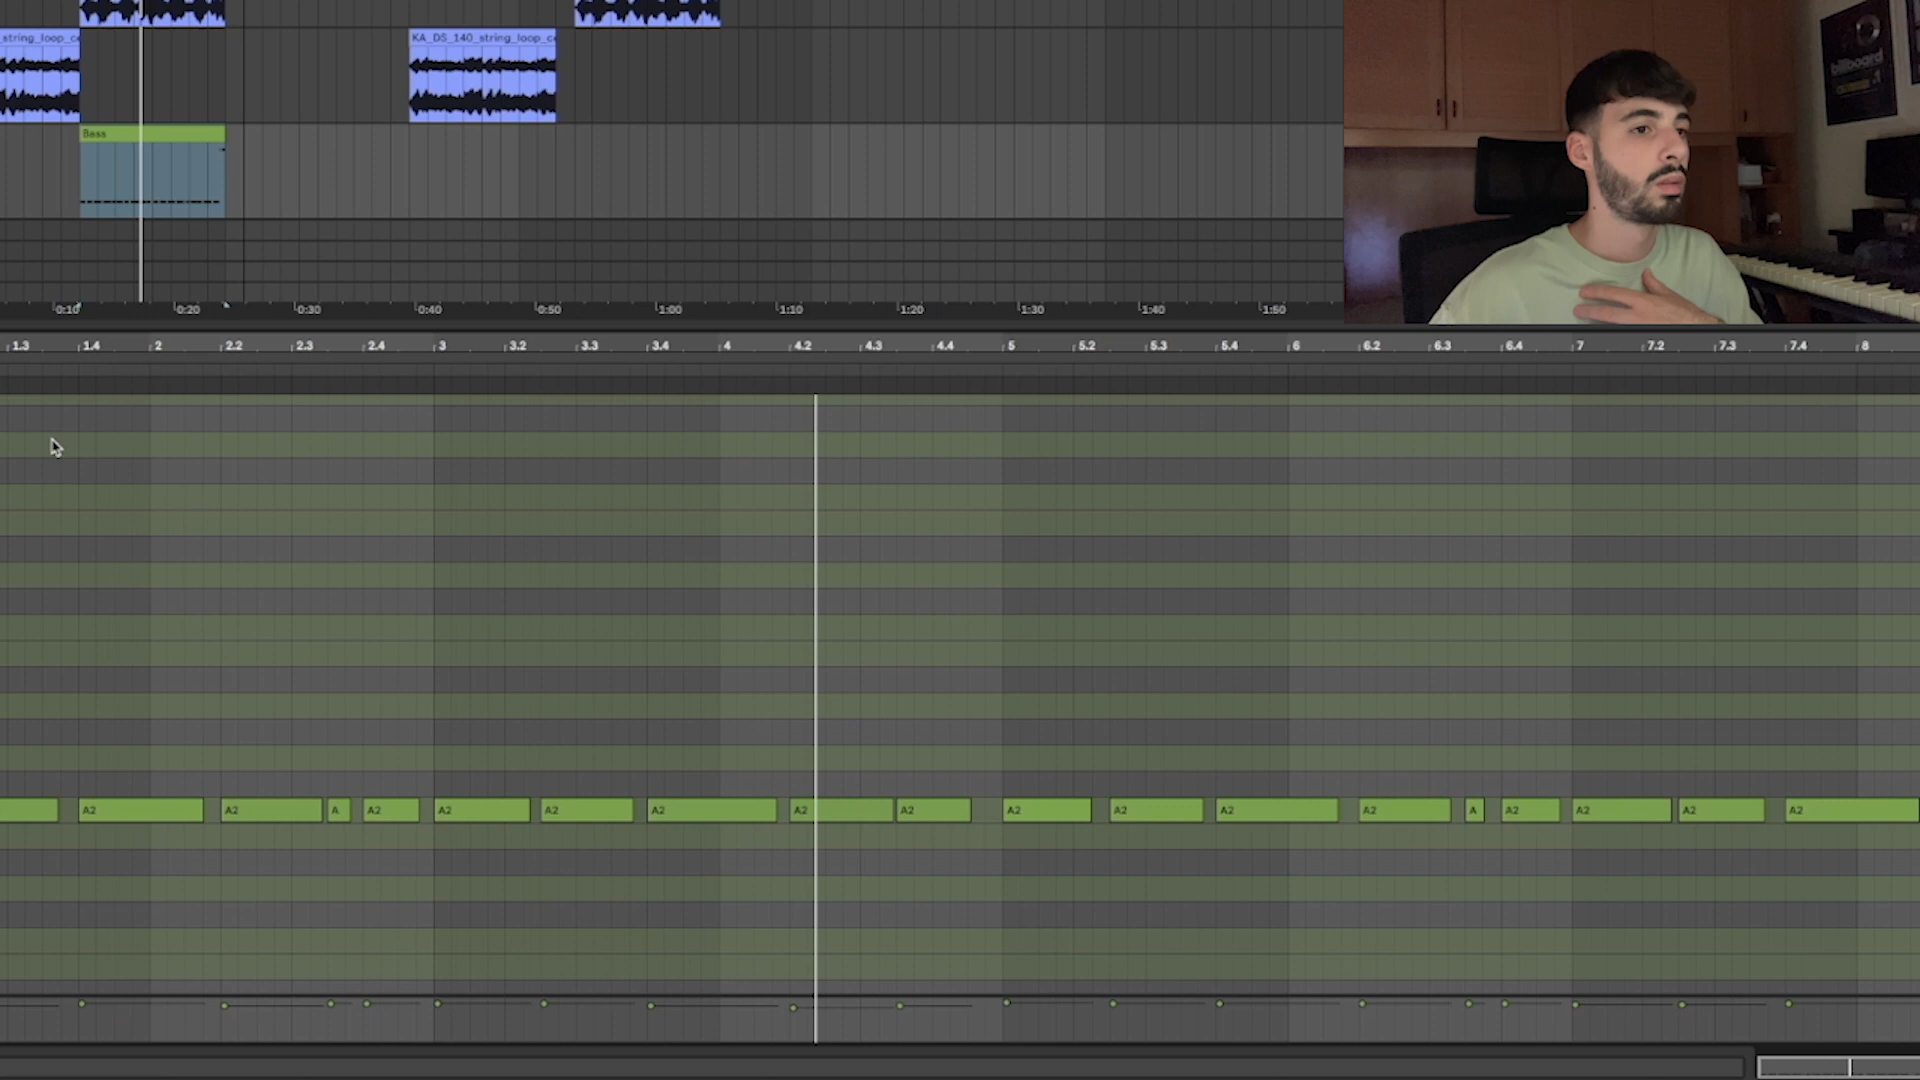 _string_loop_c
KA_DS_140_string_loop_c
billboard
Bass
0:10 0:20 0:30 0:40 0:50 1:00 1:10 1:20 1:30 1:40 1:50
1.3 1.4 2 2.2 2.3 2.4 3 3.2 3.3 3.4 4 4.2 4.3 4.4 5 5.2 5.3 5.4 6 6.2 6.3 6.4 7 7.2 7.3 7.4 8
A2 A2 A A2 A2 A2 A2 A2 A2 A2 A2 A2 A2 A A2 A2 A2 A2